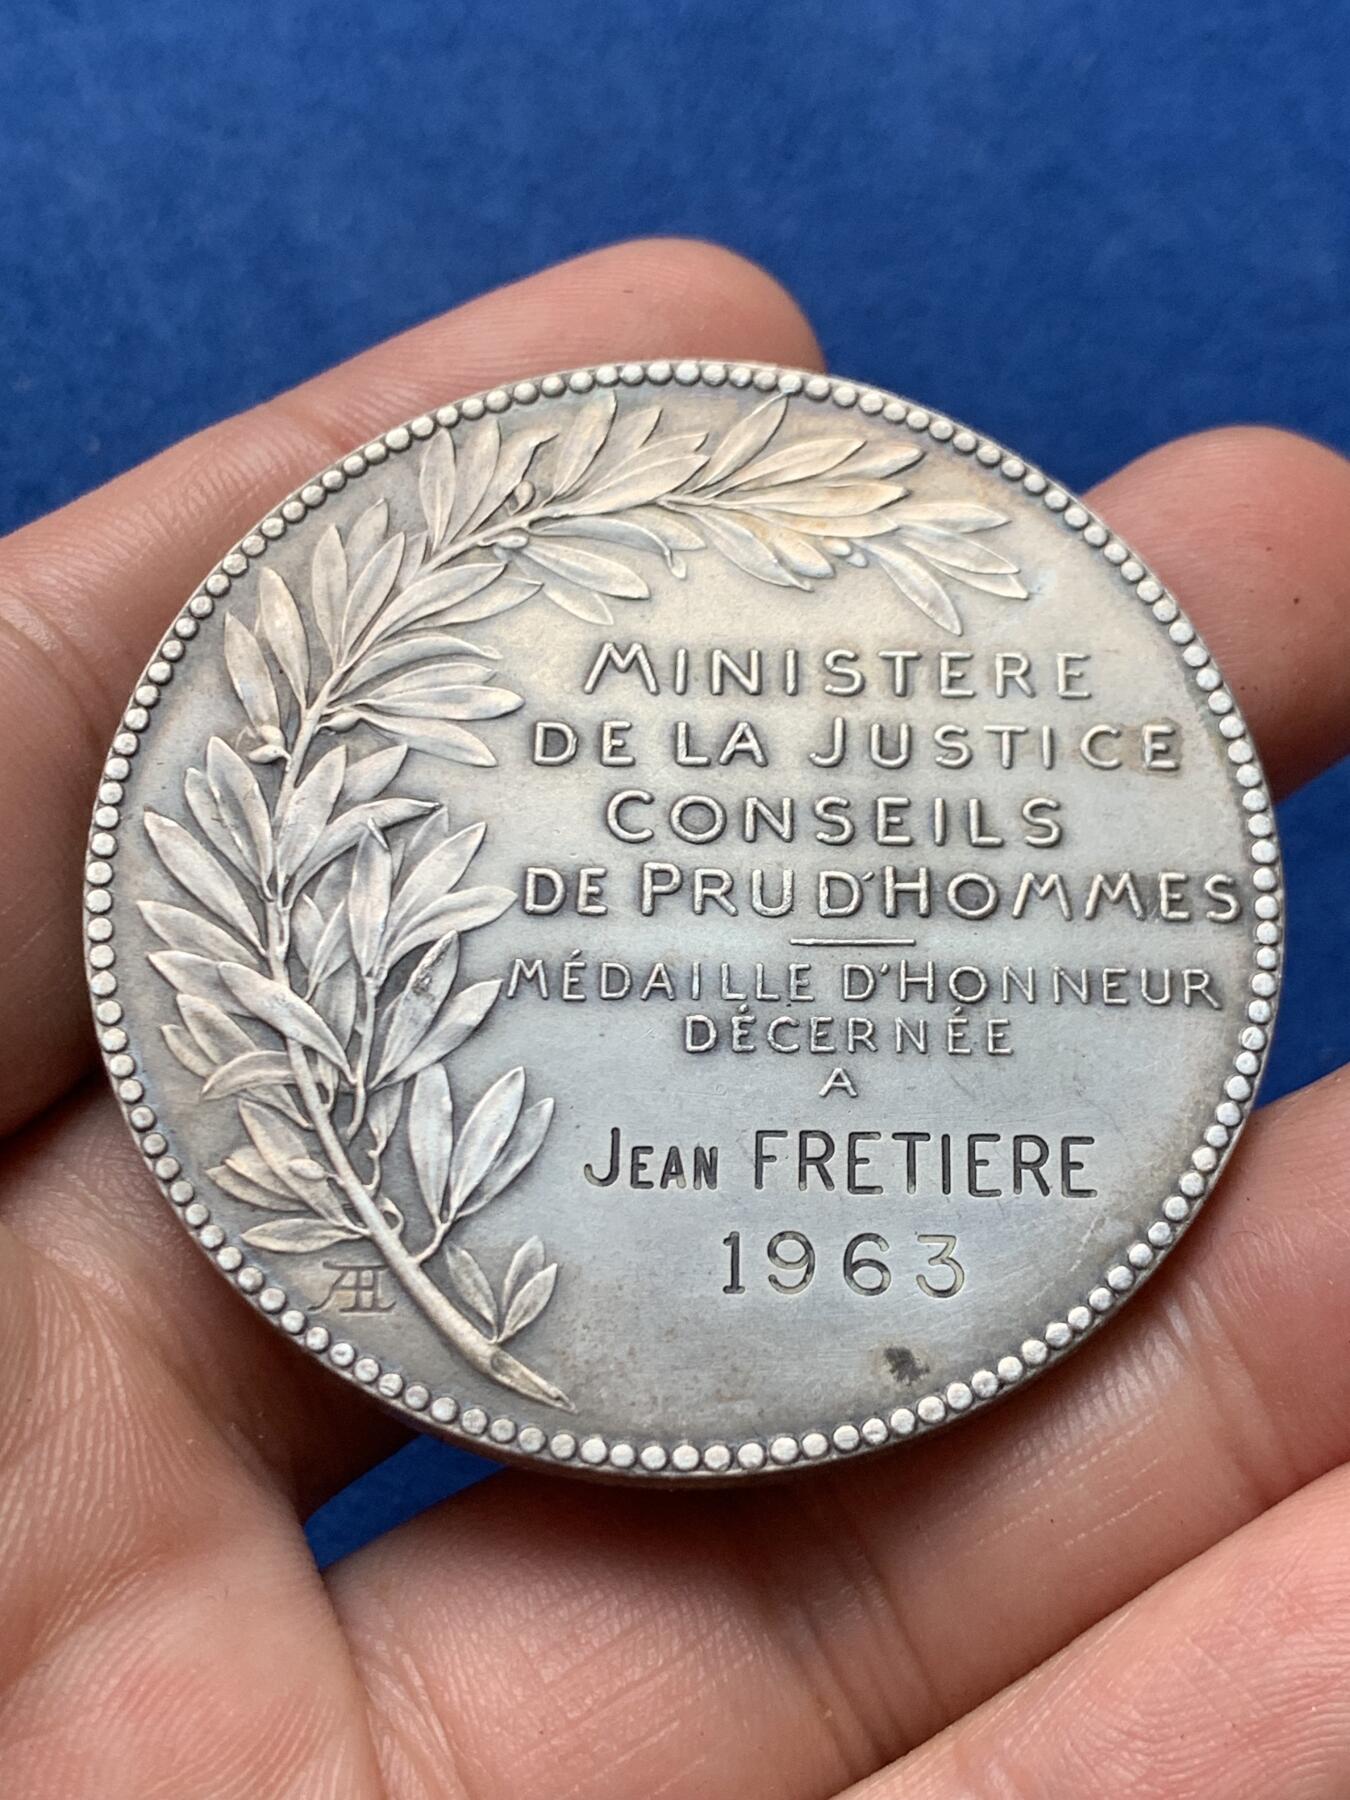 MINISTERE
DE LA JUSTICE
CONSEILS
DE PRUD'HOMMES
MÉDAILLE D'HONNEUR
DÉCERNÉE
A
JEAN FRETIERE
1963